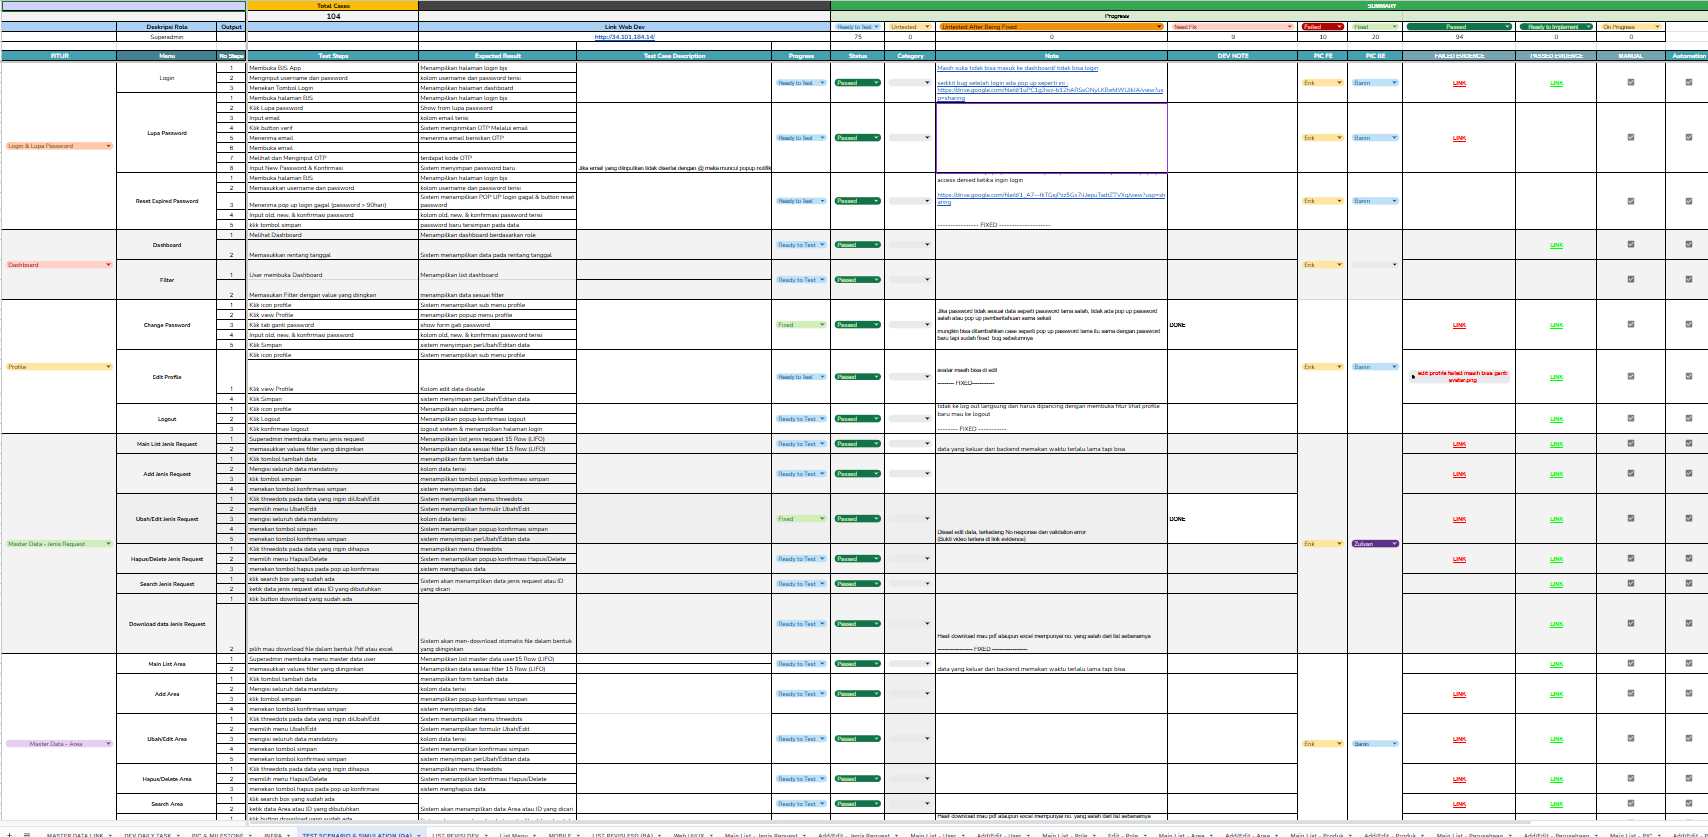 Total Cases
SUMMARY
104
Progress
Deskripsi Role
Output
Link Web Dev
Ready to Test
Untested
Untested After Being Fixed
Need Fix
Failed
Fixed
Passed
Ready to Implement
On Progress
Superadmin
http://34.101.184.14/
75
0
0
9
10
20
94
0
0
FITUR
Menu
No Steps
Test Steps
Expected Result
Test Case Description
Progress
Status
Category
Note
DEV NOTE
PIC FE
PIC BE
FAILED EVIDENCE
PASSED EVIDENCE
MANUAL
Automation
Login & Lupa Password
Login
1 Membuka BJS App Menampilkan halaman login bjs
2 Menginput username dan password kolom username dan password terisi
3 Menekan Tombol Login Menampilkan halaman dashboard
Ready to Test Passed
Masih suka tidak bisa masuk ke dashboard/ tidak bisa login
sedikit bug setelah login ada pop up seperti ini :
Erik Banin LINK LINK
Lupa Password
1 Membuka halaman BJS Menampilkan halaman login bjs
2 Klik Lupa password Show from lupa password
3 Input email kolom email terisi
4 Klik button verif Sistem mengirimkan OTP Melalui email
5 Menerima email menerima email berisikan OTP
6 Membuka email
7 Melihat dan Menginput OTP terdapat kode OTP
8 Input New Password & Konfirmasi Sistem menyimpan password baru
Jika email yang diinputkan tidak disertai dengan @ maka muncul popup notifik
Ready to Test Passed Erik Banin LINK
Reset Expired Password
1 Membuka halaman BJS Menampilkan halaman login bjs
2 Memasukkan username dan password kolom username dan password terisi
3 Menerima pop up login gagal (password > 90hari) Sistem menampilkan POP UP login gagal & button reset password
4 Input old, new, & konfirmasi password kolom old, new, & konfirmasi password terisi
5 klik tombol simpan password baru tersimpan pada data
Ready to Test Passed
access denied ketika ingin login
FIXED
Erik Banin
Dashboard
Dashboard
1 Melihat Dashboard Menampilkan dashboard berdasarkan role
2 Memasukkan rentang tanggal Sistem menampilkan data pada rentang tanggal
Ready to Test Passed Erik LINK
Filter
1 User membuka Dashboard Menampilkan list dashboard
2 Memasukan Filter dengan value yang diingkan menampilkan data sesuai filter
Ready to Test Passed
Profile
Change Password
1 Klik icon profile Sistem menampilkan sub menu profile
2 Klik view Profile menampilkan popup menu profile
3 Klik tab ganti password show form gati password
4 Input old, new, & konfirmasi password kolom old, new, & konfirmasi password terisi
5 Klik Simpan sistem menyimpan perUbah/Editan data
Fixed Passed
Jika password tidak sesuai data seperti password lama salah, tidak ada pop up password salah atau pop up pemberitahuan sama sekali
mungkin bisa ditambahkan case seperti pop up password lama itu sama dengan password baru tapi sudah fixed bug sebelumnya
DONE
LINK LINK
Edit Profile
Klik icon profile Sistem menampilkan sub menu profile
1 Klik view Profile Kolom edit data disable
4 Klik Simpan sistem menyimpan perUbah/Editan data
Ready to Test Passed
avatar masih bisa di edit
FIXED
Erik Banin
edit profile failed masih bisa ganti avatar.png
LINK
Logout
1 Klik icon profile Menampilkan submenu profile
2 Klik Logout Menampilkan popup konfirmasi logout
3 Klik konfirmasi logout logout sistem & menampilkan halaman login
Ready to Test Passed
tidak ke log out langsung dan harus dipancing dengan membuka fitur lihat profile baru mau ke logout
FIXED
LINK
Master Data - Jenis Request
Main List Jenis Request
1 Superadmin membuka menu jenis request Menampilkan list jenis request 15 Row (LIFO)
2 memasukkan values filter yang diinginkan Menampilkan data sesuai filter 15 Row (LIFO)
Ready to Test Passed
data yang keluar dari backend memakan waktu terlalu lama tapi bisa
LINK LINK
Add Jenis Request
1 Klik tombol tambah data menampilkan form tambah data
2 Mengisi seluruh data mandatory kolom data terisi
3 klik tombol simpan menampilkan tombol popup konfirmasi simpan
4 menekan tombol konfirmasi simpan sistem menyimpan data
Ready to Test Passed LINK LINK
Ubah/Edit Jenis Request
1 Klik threedots pada data yang ingin diUbah/Edit Sistem menampilkan menu threedots
2 memilih menu Ubah/Edit Sistem menampilkan formulir Ubah/Edit
3 mengisi seluruh data mandatory kolom data terisi
4 menekan tombol simpan Sistem menampilkan popup konfirmasi simpan
5 menekan tombol konfirmasi simpan sistem menyimpan perUbah/Editan data
Fixed Passed
Disaat edit data, terkadang No response dan validation error
(Bukti video tertera di link evidence)
DONE
Erik Zulvan
LINK LINK
Hapus/Delete Jenis Request
1 Klik threedots pada data yang ingin dihapus menampilkan menu threedots
2 memilih menu Hapus/Delete Sistem menampilkan popup konfirmasi Hapus/Delete
3 menekan tombol hapus pada pop up konfirmasi sistem menghapus data
Ready to Test Passed LINK LINK
Search Jenis Request
1 klik search box yang sudah ada
2 ketik data jenis request atau ID yang dibutuhkan
Sistem akan menampilkan data jenis request atau ID yang dicari
Ready to Test Passed LINK
Download data Jenis Request
1 klik button download yang sudah ada
2 pilih mau download file dalam bentuk Pdf atau excel
Sistem akan men-download otomatis file dalam bentuk yang dinginkan
Ready to Test Passed
Hasil download mau pdf ataupun excel mempunyai no. yang salah dari list sebenarnya
FIXED
LINK
Master Data - Area
Main List Area
1 Superadmin membuka menu master data user Menampilkan list master data user15 Row (LIFO)
2 memasukkan values filter yang diinginkan Menampilkan data sesuai filter 15 Row (LIFO)
Ready to Test Passed
data yang keluar dari backend memakan waktu terlalu lama tapi bisa
LINK
Add Area
1 Klik tombol tambah data menampilkan form tambah data
2 Mengisi seluruh data mandatory kolom data terisi
3 klik tombol simpan menampilkan popup konfirmasi simpan
4 menekan tombol konfirmasi simpan sistem menyimpan data
Ready to Test Passed LINK LINK
Ubah/Edit Area
1 Klik threedots pada data yang ingin diUbah/Edit Sistem menampilkan menu threedots
2 memilih menu Ubah/Edit Sistem menampilkan formulir Ubah/Edit
3 mengisi seluruh data mandatory kolom data terisi
4 menekan tombol simpan Sistem menampilkan konfirmasi simpan
5 menekan tombol konfirmasi simpan sistem menyimpan perUbah/Editan data
Ready to Test Passed Erik Banin LINK LINK
Hapus/Delete Area
1 Klik threedots pada data yang ingin dihapus menampilkan menu threedots
2 memilih menu Hapus/Delete Sistem menampilkan konfirmasi Hapus/Delete
3 menekan tombol hapus pada pop up konfirmasi sistem menghapus data
Ready to Test Passed LINK LINK
Search Area
1 klik search box yang sudah ada
2 ketik data Area atau ID yang dibutuhkan Sistem akan menampilkan data Area atau ID yang dicari
Ready to Test Passed LINK LINK
1 klik button download yang sudah ada
Hasil download mau pdf ataupun excel mempunyai no. yang salah dari list sebenarnya
MASTER DATA LINK
DEV DAILY TASK
PIC & MILESTONE
INFRA
TEST SCENARIO & SIMULATION (QA)
LIST REVISI DEV
List Menu
MOBILE
LIST REVISI ESD (BA)
Web UI/UX
Main List - Jenis Request
Add/Edit - Jenis Request
Main List - User
Add/Edit - User
Main List - Role
Edit - Role
Main List - Area
Add/Edit - Area
Main List - Produk
Add/Edit - Produk
Main List - Perusahaan
Add/Edit - Perusahaan
Main List - PIC